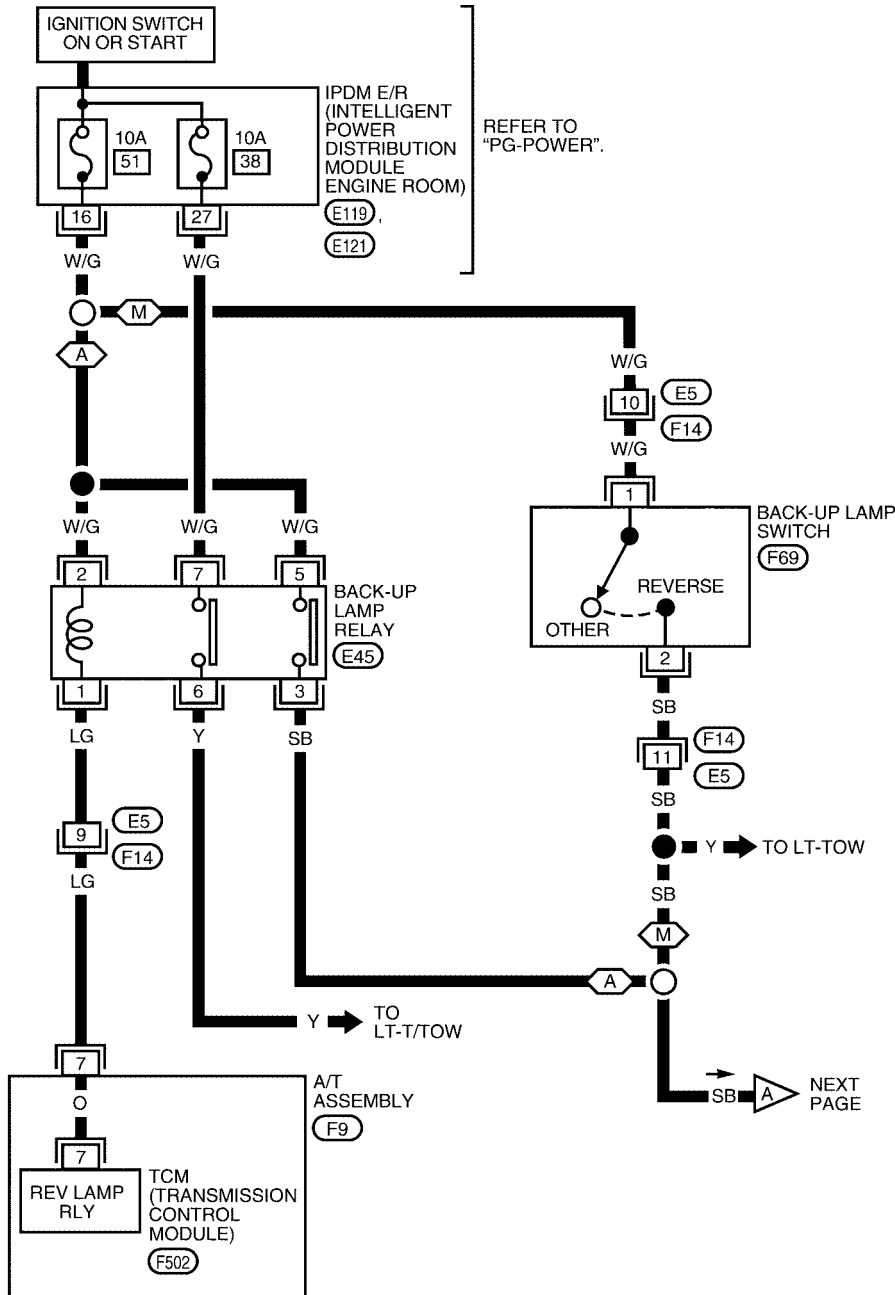 IGNITION SWITCH
ON OR START
IPDM E/R
(INTELLIGENT
POWER
DISTRIBUTION
MODULE
ENGINE ROOM)
E119 ,
E121
REFER TO
“PG-POWER”.
10A
51
10A
38
16
27
W/G
W/G
M
A
W/G
10
E5
F14
W/G
1
BACK-UP LAMP
SWITCH
F69
REVERSE
OTHER
2
W/G
W/G
W/G
2
7
5
BACK-UP
LAMP
RELAY
E45
1
6
3
LG
Y
SB
SB
11
F14
E5
SB
Y
TO LT-TOW
SB
M
9
E5
F14
LG
A
Y
TO
LT-T/TOW
SB
A
NEXT
PAGE
7
O
7
A/T
ASSEMBLY
F9
REV LAMP
RLY
TCM
(TRANSMISSION
CONTROL
MODULE)
F502